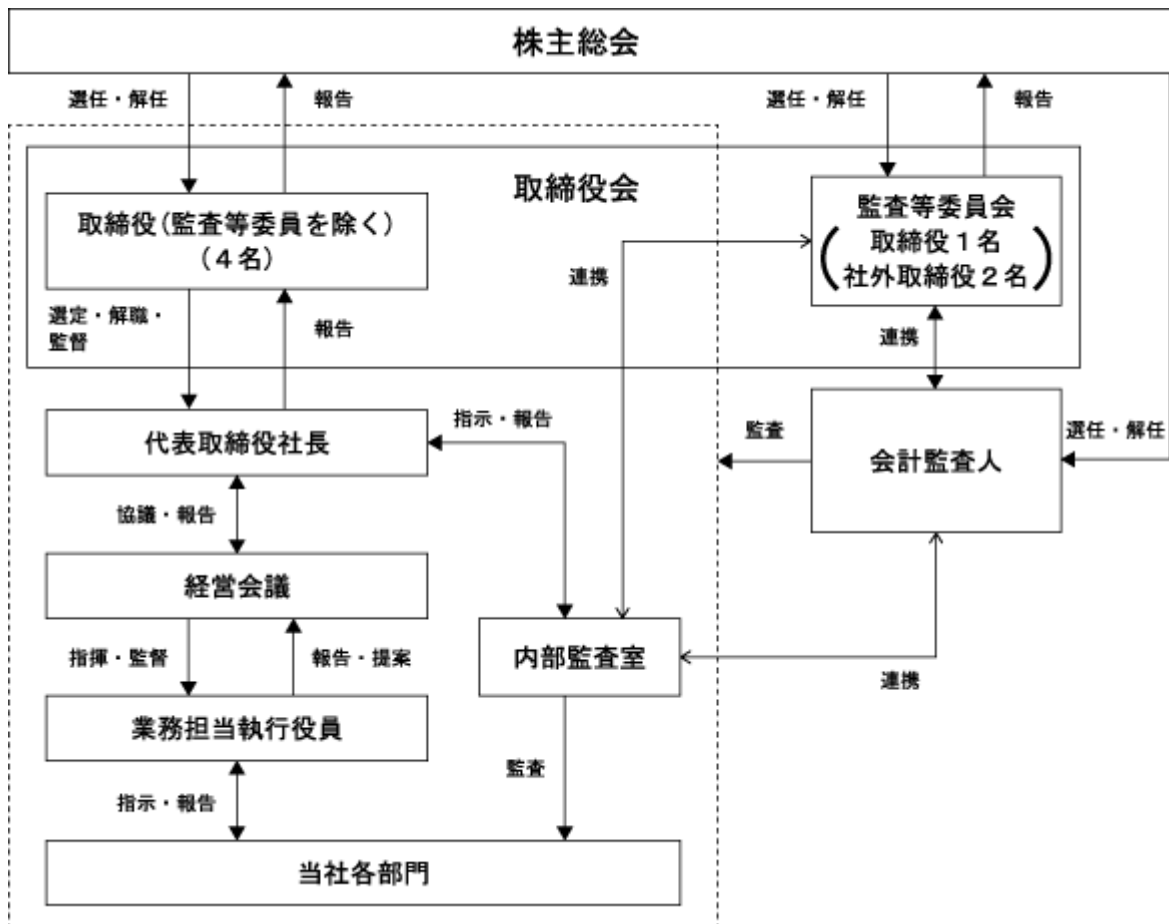 株主総会
選任・解任
報告
選任・解任
報告
取締役会
取締役(監査等委員を除く)
(4名)
監査等委員会
取締役1名
社外取締役2名
連携
選定・解職・
監督
報告
連携
代表取締役社長
指示・報告
監査
会計監査人
選任・解任
協議・報告
経営会議
指揮・監督
報告・提案
内部監査室
連携
業務担当執行役員
監査
指示・報告
当社各部門